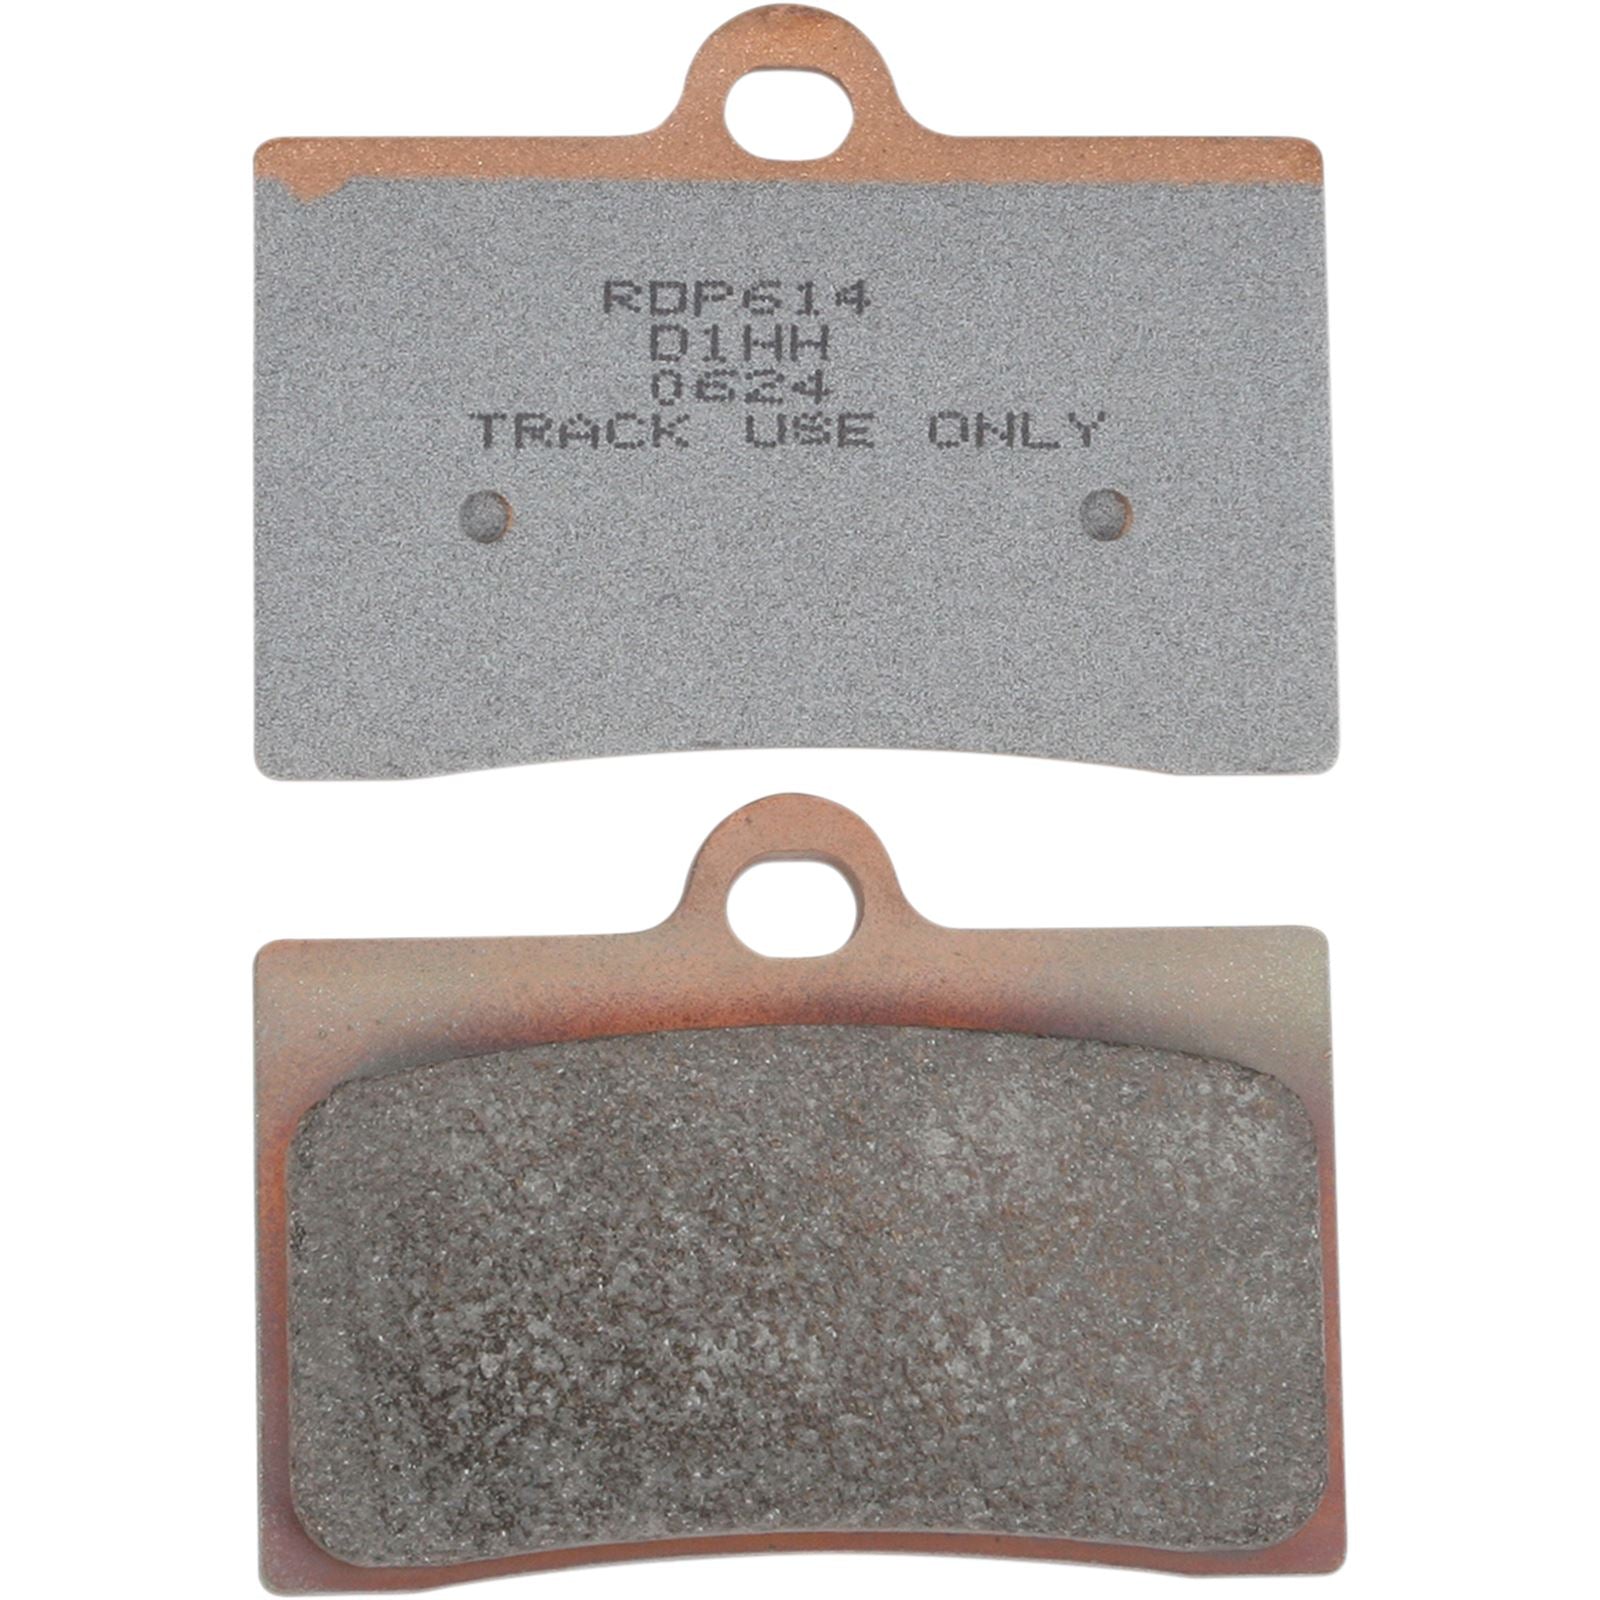 RDP614
D1HH
0624
TRACK USE ONLY